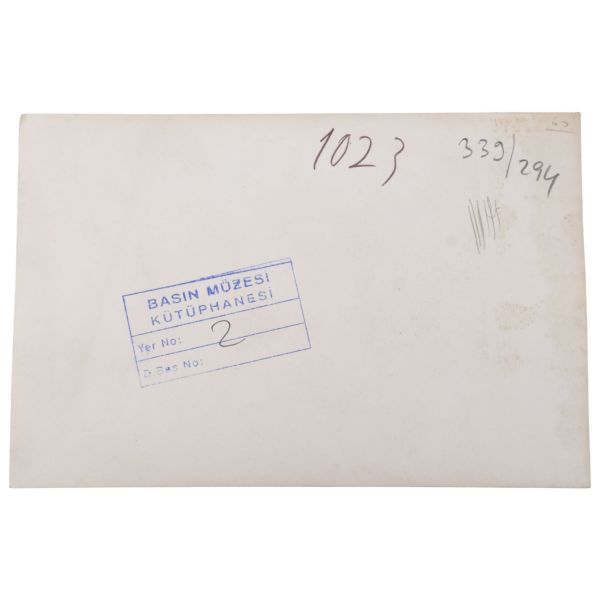 1023
339/294
BASIN MÜZESİ
KÜTÜPHANESİ
Yer No: 2
D.Baş No: